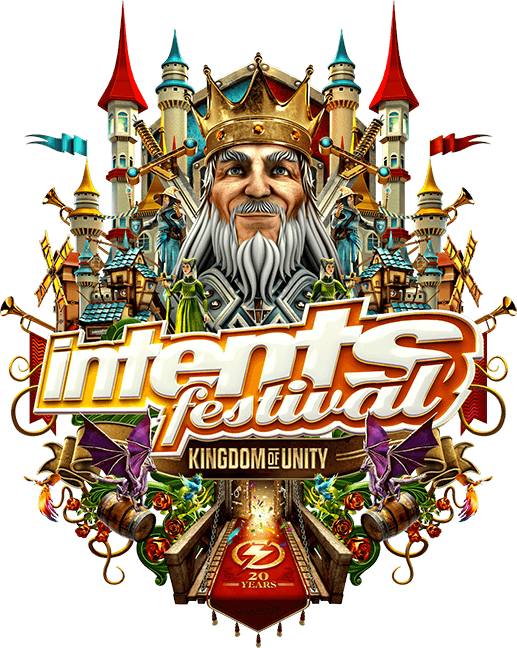 intents
festival
KINGDOM OF UNITY
20
YEARS